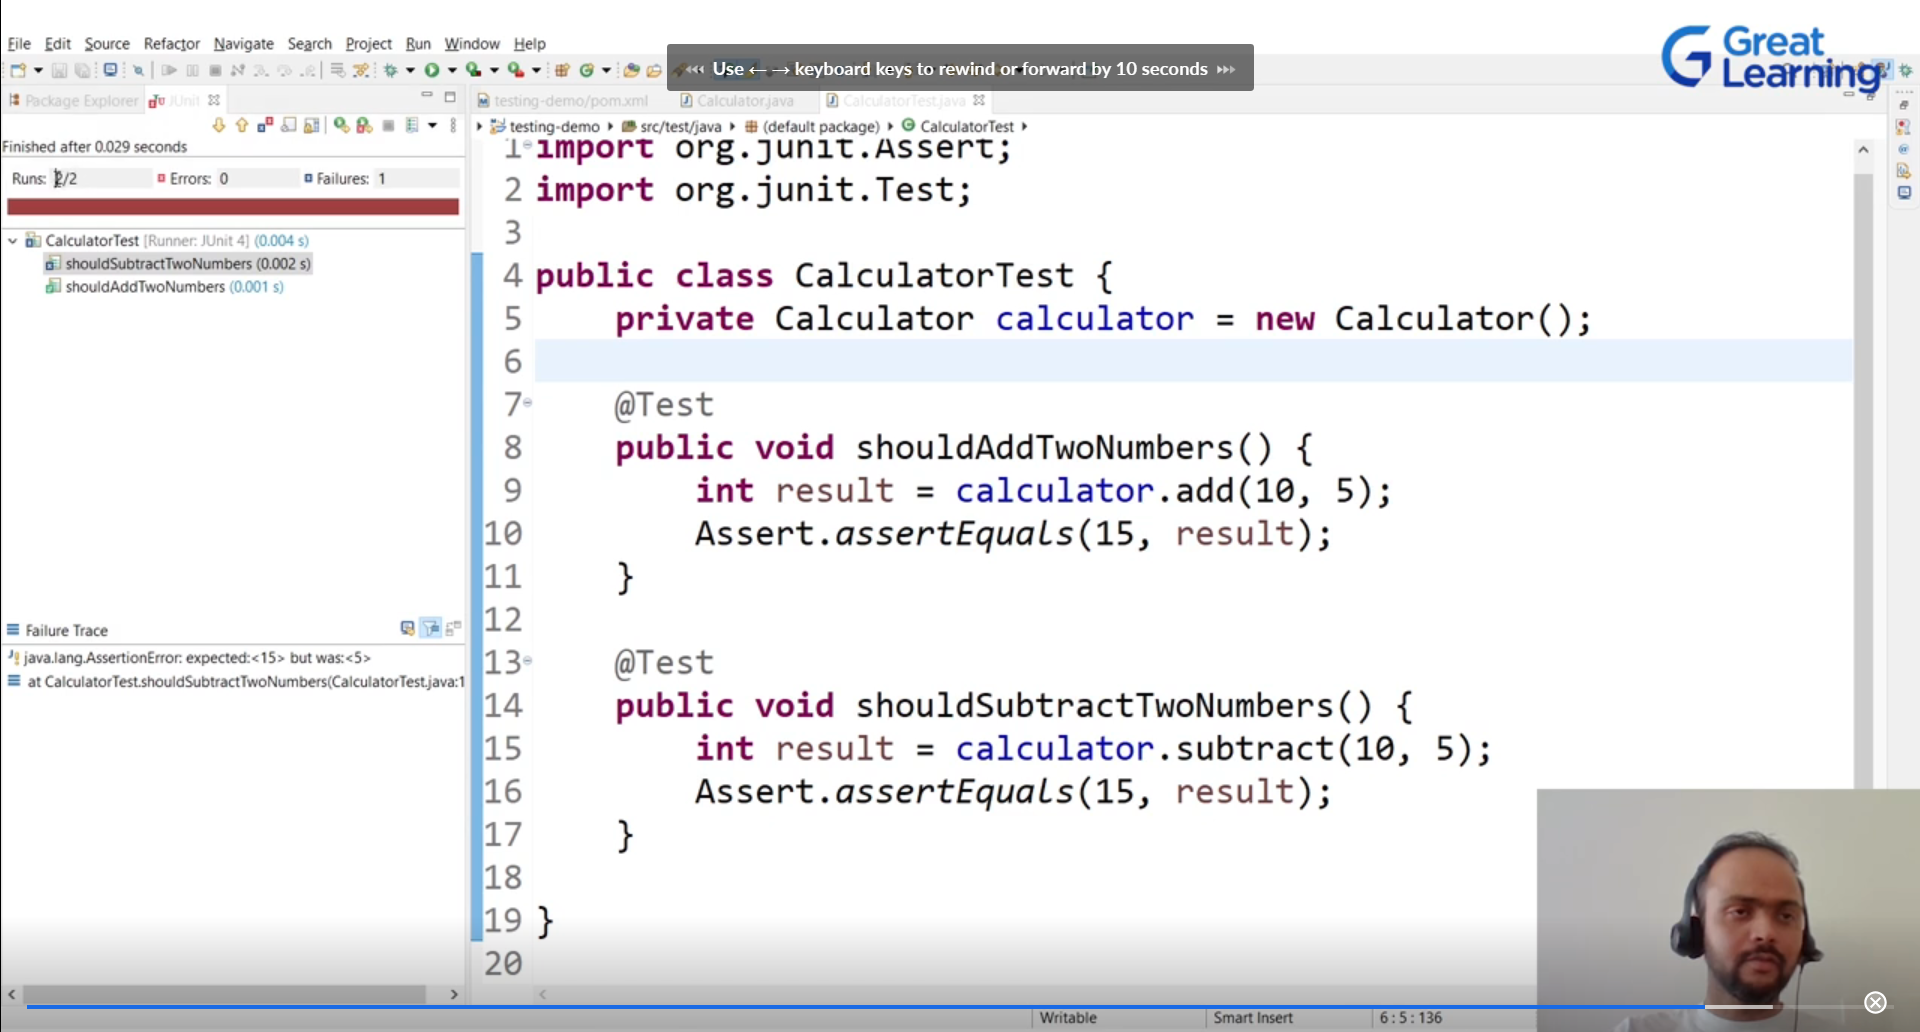 File Edit Source Refactor Navigate Search Project Run Window Help
Great Learning
Use ← → keyboard keys to rewind or forward by 10 seconds
Package Explorer JUnit
testing-demo/pom.xml Calculator.java CalculatorTest.java
testing-demo src/test/java (default package) CalculatorTest
Finished after 0.029 seconds
Runs: 2/2 Errors: 0 Failures: 1
CalculatorTest [Runner: JUnit 4] (0.004 s)
shouldSubtractTwoNumbers (0.002 s)
shouldAddTwoNumbers (0.001 s)
Failure Trace
java.lang.AssertionError: expected:<15> but was:<5>
at CalculatorTest.shouldSubtractTwoNumbers(CalculatorTest.java:1
1 import org.junit.Assert;
2 import org.junit.Test;
3
4 public class CalculatorTest {
5 private Calculator calculator = new Calculator();
6
7 @Test
8 public void shouldAddTwoNumbers() {
9 int result = calculator.add(10, 5);
10 Assert.assertEquals(15, result);
11 }
12
13 @Test
14 public void shouldSubtractTwoNumbers() {
15 int result = calculator.subtract(10, 5);
16 Assert.assertEquals(15, result);
17 }
18
19 }
20
Writable Smart Insert 6 : 5 : 136